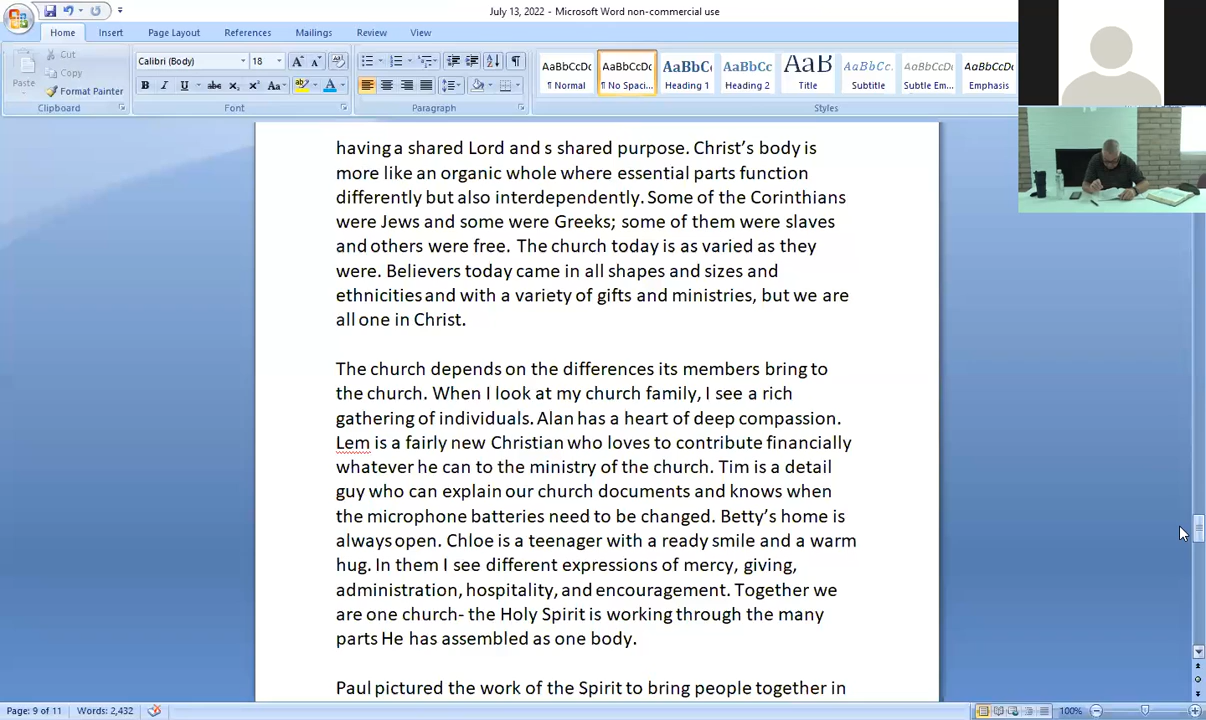 July 13, 2022 - Microsoft Word non-commercial use
Home Insert Page Layout References Mailings Review View
Paste
Cut
Copy
Format Painter
Clipboard
Calibri (Body) 18
Font
Paragraph
AaBbCcDc AaBbCcDc AaBbC AaBbCc AaB AaBbCc. AaBbCcDc AaBbCcDc
¶ Normal ¶ No Spaci... Heading 1 Heading 2 Title Subtitle Subtle Em... Emphasis
Styles
having a shared Lord and s shared purpose. Christ's body is
more like an organic whole where essential parts function
differently but also interdependently. Some of the Corinthians
were Jews and some were Greeks; some of them were slaves
and others were free. The church today is as varied as they
were. Believers today came in all shapes and sizes and
ethnicities and with a variety of gifts and ministries, but we are
all one in Christ.
The church depends on the differences its members bring to
the church. When I look at my church family, I see a rich
gathering of individuals. Alan has a heart of deep compassion.
Lem is a fairly new Christian who loves to contribute financially
whatever he can to the ministry of the church. Tim is a detail
guy who can explain our church documents and knows when
the microphone batteries need to be changed. Betty's home is
always open. Chloe is a teenager with a ready smile and a warm
hug. In them I see different expressions of mercy, giving,
administration, hospitality, and encouragement. Together we
are one church- the Holy Spirit is working through the many
parts He has assembled as one body.
Paul pictured the work of the Spirit to bring people together in
Page: 9 of 11 Words: 2,432 100%